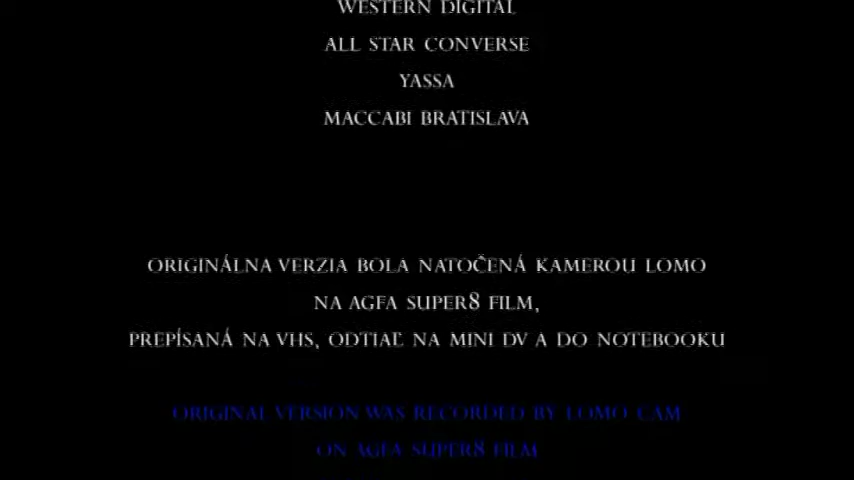 WESTERN DIGITAL
ALL STAR CONVERSE
YASSA
MACCABI BRATISLAVA
ORIGINÁLNA VERZIA BOLA NATOČENÁ KAMEROU LOMO
NA AGFA SUPER8 FILM,
PREPÍSANÁ NA VHS, ODTIAĽ NA MINI DV A DO NOTEBOOKU
ORIGINAL VERSION WAS RECORDED BY LOMO CAM
ON AGFA SUPER8 FILM